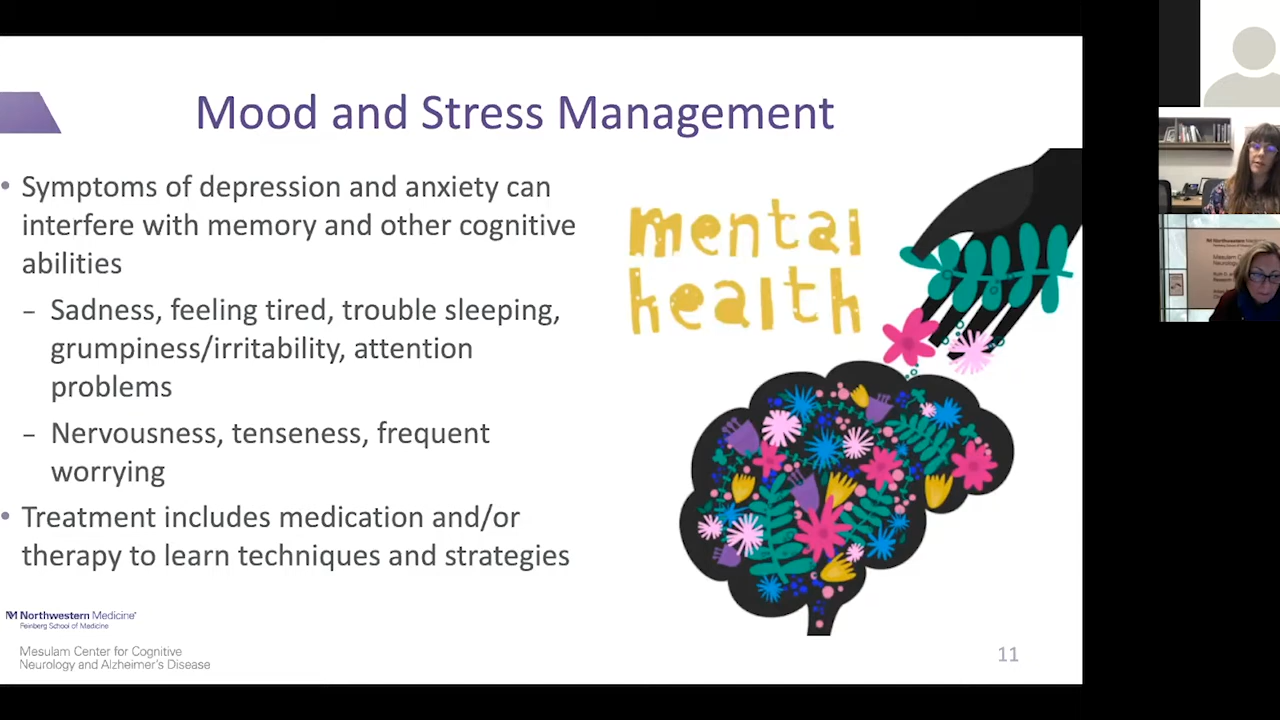 Mood and Stress Management
• Symptoms of depression and anxiety can
interfere with memory and other cognitive
abilities
– Sadness, feeling tired, trouble sleeping,
grumpiness/irritability, attention
problems
– Nervousness, tenseness, frequent
worrying
• Treatment includes medication and/or
therapy to learn techniques and strategies
mental
health
Northwestern Medicine
Feinberg School of Medicine
Mesulam Center for Cognitive
Neurology and Alzheimer's Disease
11